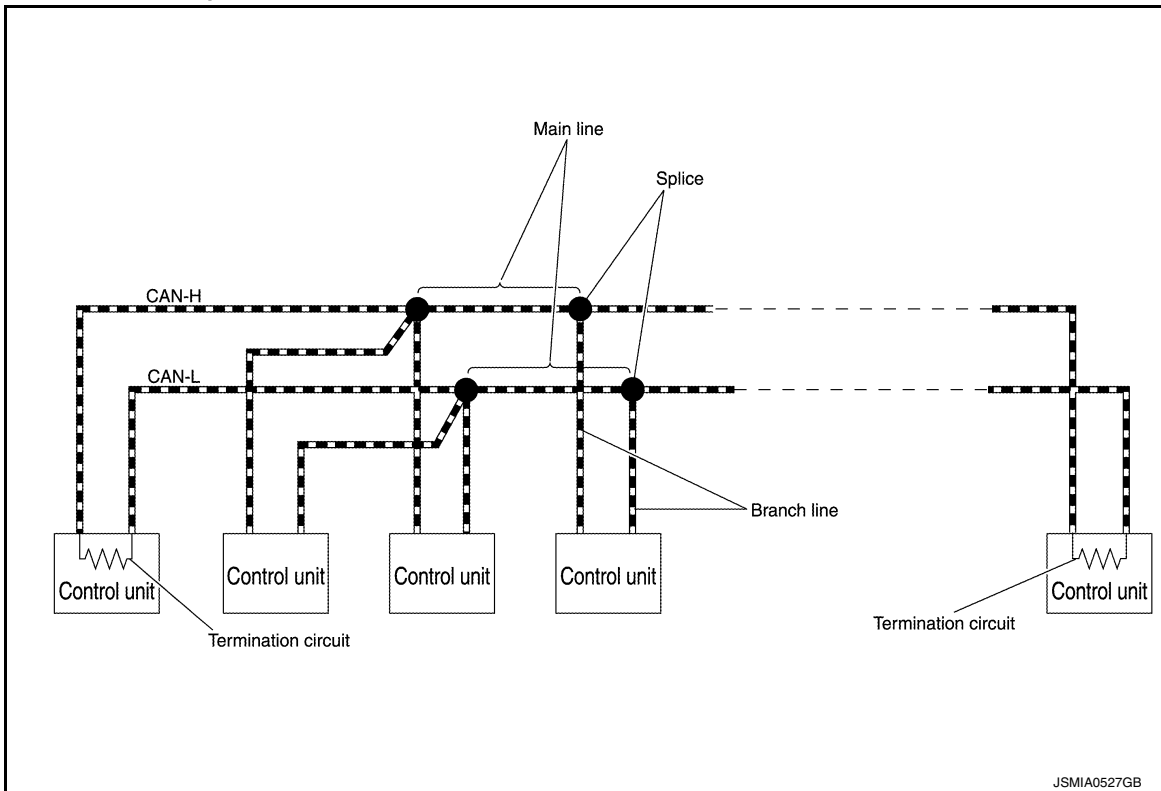 Main line
Splice
CAN-H
CAN-L
Branch line
Control unit
Control unit
Control unit
Control unit
Control unit
Termination circuit
Termination circuit
JSMIA0527GB